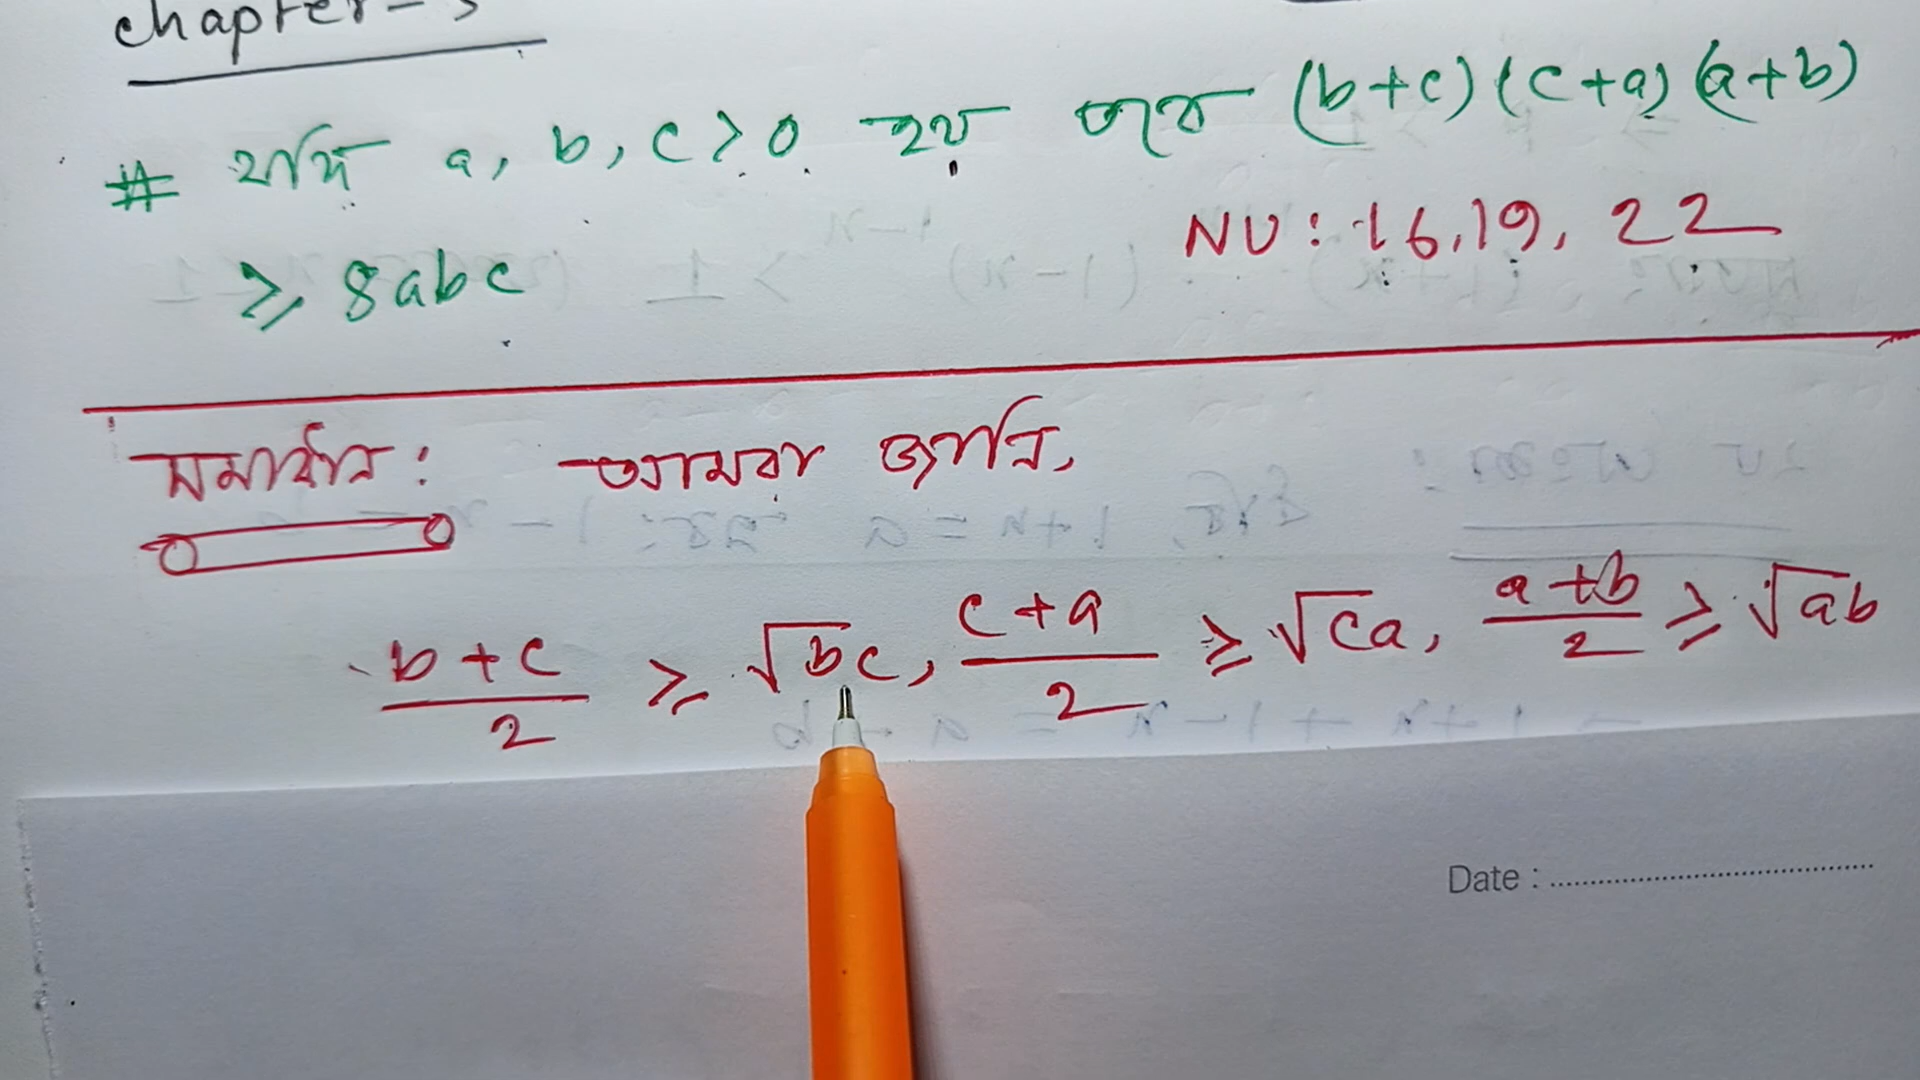 chapter-3
# যদি a, b, c > 0 হয় তবে (b+c)(c+a)(a+b)
≥ 8abc
NU: 16, 19, 22
সমাধান: আমরা জানি,
b+c/2 ≥ √bc, c+a/2 ≥ √ca, a+b/2 ≥ √ab
Date :